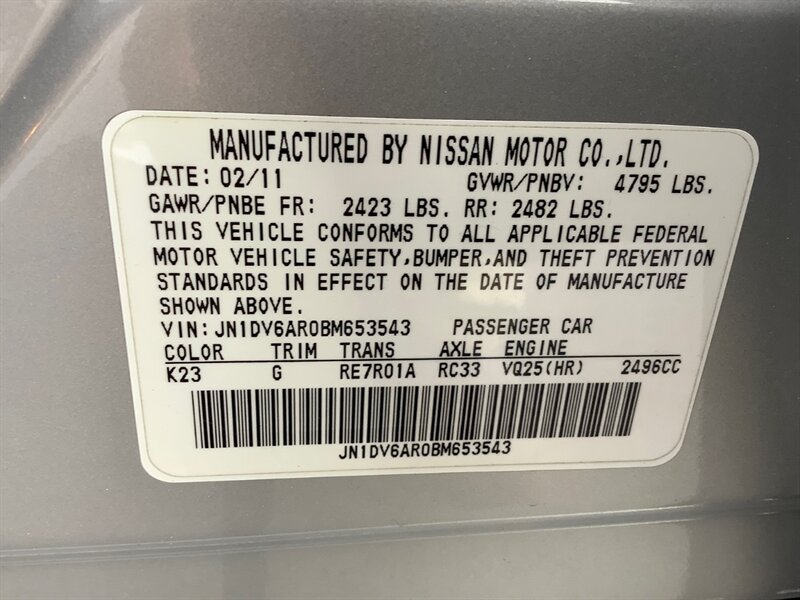 MANUFACTURED BY NISSAN MOTOR CO.,LTD.
DATE: 02/11 GVWR/PNBV: 4795 LBS.
GAWR/PNBE FR: 2423 LBS. RR: 2482 LBS.
THIS VEHICLE CONFORMS TO ALL APPLICABLE FEDERAL
MOTOR VEHICLE SAFETY,BUMPER,AND THEFT PREVENTION
STANDARDS IN EFFECT ON THE DATE OF MANUFACTURE
SHOWN ABOVE.
VIN: JN1DV6AR0BM653543 PASSENGER CAR
COLOR TRIM TRANS AXLE ENGINE
K23 G RE7R01A RC33 VQ25(HR) 2496CC
JN1DV6AR0BM653543